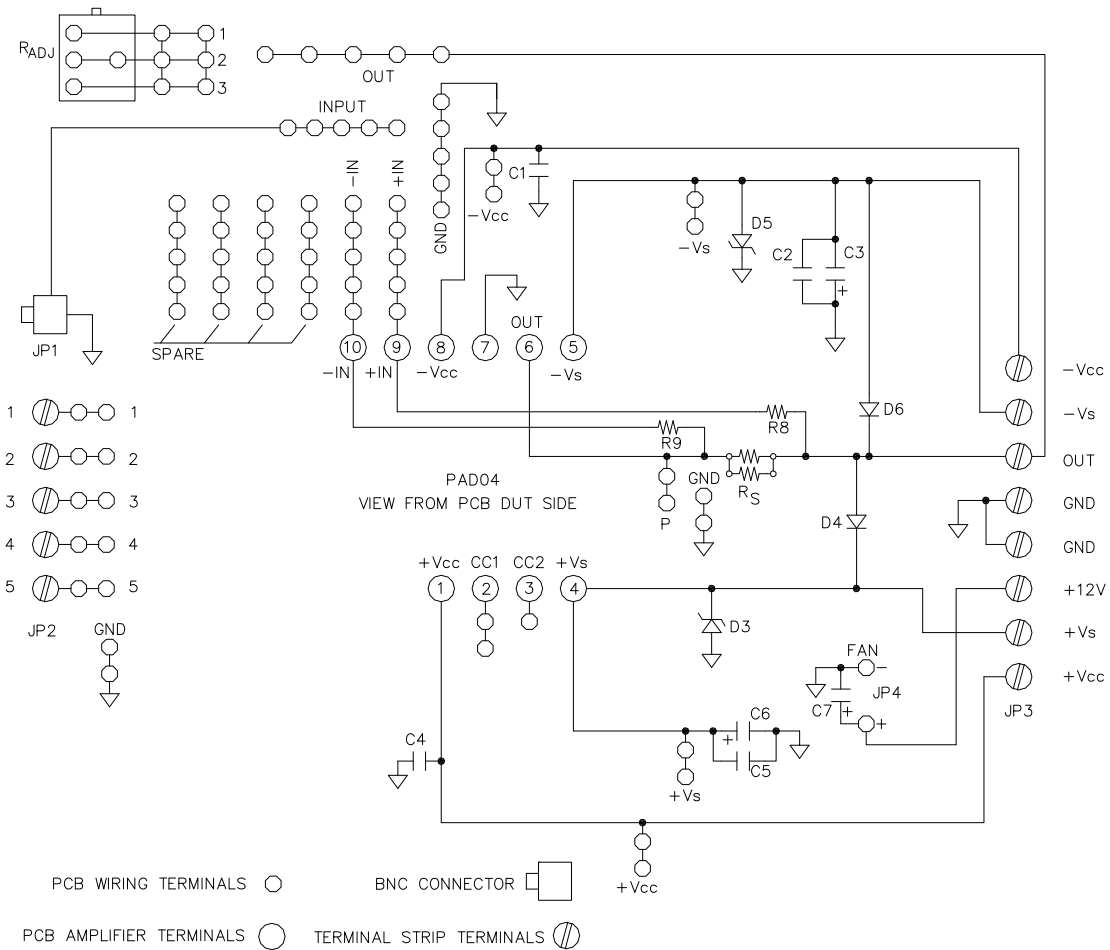 R_ADJ
1
2
3
OUT
INPUT
-IN
+IN
GND
-Vcc
C1
-Vs
D5
C2
C3
+
JP1
SPARE
10
9
8
7
OUT
6
5
-IN
+IN
-Vcc
-Vs
D6
R8
R9
-Vcc
-Vs
OUT
GND
GND
+12V
+Vs
+Vcc
JP3
PAD04
VIEW FROM PCB DUT SIDE
P
GND
R_S
D4
1 1
2 2
3 3
4 4
5 5
JP2
GND
+Vcc
CC1
CC2
+Vs
1
2
3
4
D3
FAN
-
JP4
C7
+
+
C4
C6
+
C5
+Vs
+Vcc
PCB WIRING TERMINALS
BNC CONNECTOR
PCB AMPLIFIER TERMINALS
TERMINAL STRIP TERMINALS